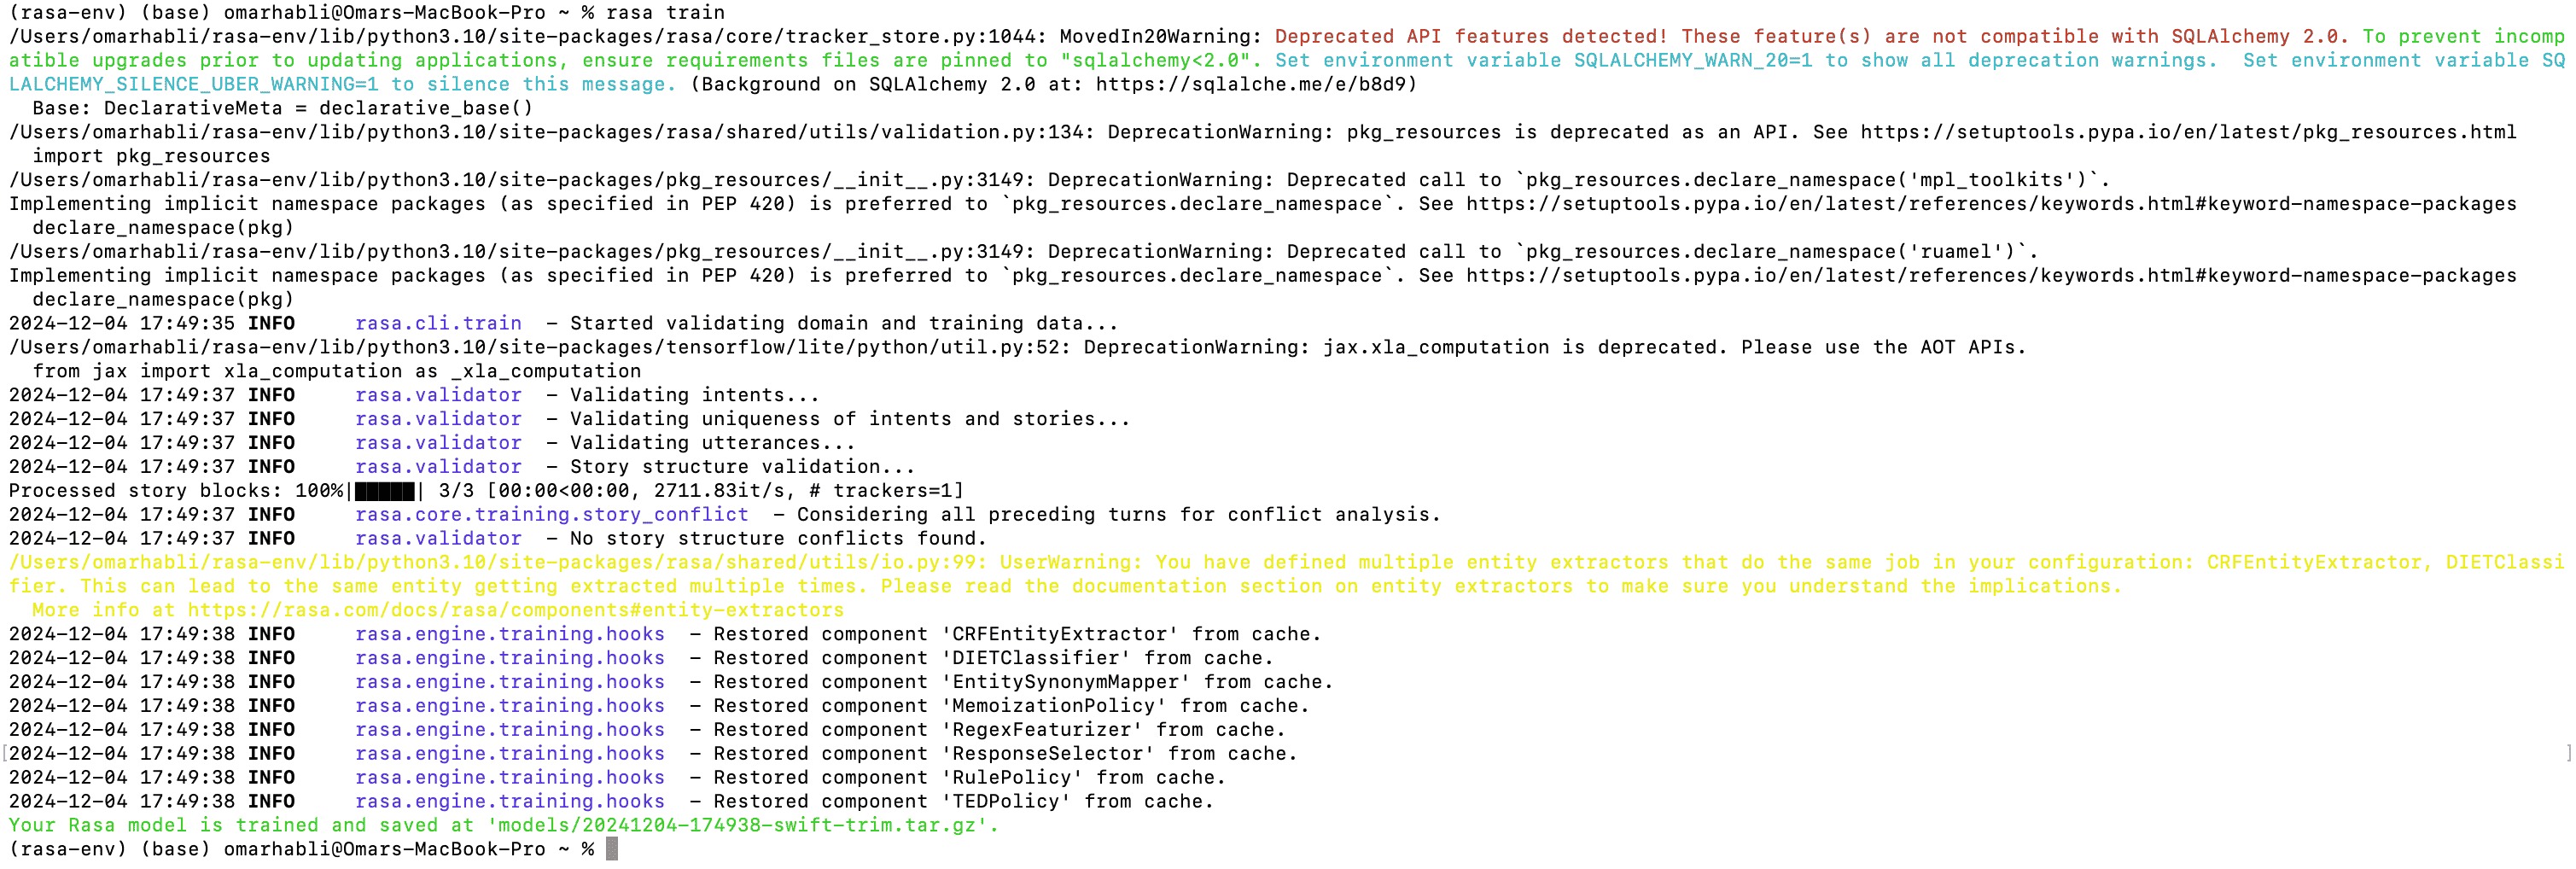 (rasa-env) (base) omarhabli@Omars-MacBook-Pro ~ % rasa train
/Users/omarhabli/rasa-env/lib/python3.10/site-packages/rasa/core/tracker_store.py:1044: MovedIn20Warning: Deprecated API features detected! These feature(s) are not compatible with SQLAlchemy 2.0. To prevent incomp
atible upgrades prior to updating applications, ensure requirements files are pinned to "sqlalchemy<2.0". Set environment variable SQLALCHEMY_WARN_20=1 to show all deprecation warnings.  Set environment variable SQ
LALCHEMY_SILENCE_UBER_WARNING=1 to silence this message. (Background on SQLAlchemy 2.0 at: https://sqlalche.me/e/b8d9)
  Base: DeclarativeMeta = declarative_base()
/Users/omarhabli/rasa-env/lib/python3.10/site-packages/rasa/shared/utils/validation.py:134: DeprecationWarning: pkg_resources is deprecated as an API. See https://setuptools.pypa.io/en/latest/pkg_resources.html
  import pkg_resources
/Users/omarhabli/rasa-env/lib/python3.10/site-packages/pkg_resources/__init__.py:3149: DeprecationWarning: Deprecated call to `pkg_resources.declare_namespace('mpl_toolkits')`.
Implementing implicit namespace packages (as specified in PEP 420) is preferred to `pkg_resources.declare_namespace`. See https://setuptools.pypa.io/en/latest/references/keywords.html#keyword-namespace-packages
  declare_namespace(pkg)
/Users/omarhabli/rasa-env/lib/python3.10/site-packages/pkg_resources/__init__.py:3149: DeprecationWarning: Deprecated call to `pkg_resources.declare_namespace('ruamel')`.
Implementing implicit namespace packages (as specified in PEP 420) is preferred to `pkg_resources.declare_namespace`. See https://setuptools.pypa.io/en/latest/references/keywords.html#keyword-namespace-packages
  declare_namespace(pkg)
2024-12-04 17:49:35 INFO     rasa.cli.train  - Started validating domain and training data...
/Users/omarhabli/rasa-env/lib/python3.10/site-packages/tensorflow/lite/python/util.py:52: DeprecationWarning: jax.xla_computation is deprecated. Please use the AOT APIs.
  from jax import xla_computation as _xla_computation
2024-12-04 17:49:37 INFO     rasa.validator  - Validating intents...
2024-12-04 17:49:37 INFO     rasa.validator  - Validating uniqueness of intents and stories...
2024-12-04 17:49:37 INFO     rasa.validator  - Validating utterances...
2024-12-04 17:49:37 INFO     rasa.validator  - Story structure validation...
Processed story blocks: 100%|█████| 3/3 [00:00<00:00, 2711.83it/s, # trackers=1]
2024-12-04 17:49:37 INFO     rasa.core.training.story_conflict  - Considering all preceding turns for conflict analysis.
2024-12-04 17:49:37 INFO     rasa.validator  - No story structure conflicts found.
/Users/omarhabli/rasa-env/lib/python3.10/site-packages/rasa/shared/utils/io.py:99: UserWarning: You have defined multiple entity extractors that do the same job in your configuration: CRFEntityExtractor, DIETClassi
fier. This can lead to the same entity getting extracted multiple times. Please read the documentation section on entity extractors to make sure you understand the implications.
  More info at https://rasa.com/docs/rasa/components#entity-extractors
2024-12-04 17:49:38 INFO     rasa.engine.training.hooks  - Restored component 'CRFEntityExtractor' from cache.
2024-12-04 17:49:38 INFO     rasa.engine.training.hooks  - Restored component 'DIETClassifier' from cache.
2024-12-04 17:49:38 INFO     rasa.engine.training.hooks  - Restored component 'EntitySynonymMapper' from cache.
2024-12-04 17:49:38 INFO     rasa.engine.training.hooks  - Restored component 'MemoizationPolicy' from cache.
2024-12-04 17:49:38 INFO     rasa.engine.training.hooks  - Restored component 'RegexFeaturizer' from cache.
[2024-12-04 17:49:38 INFO     rasa.engine.training.hooks  - Restored component 'ResponseSelector' from cache. ]
2024-12-04 17:49:38 INFO     rasa.engine.training.hooks  - Restored component 'RulePolicy' from cache.
2024-12-04 17:49:38 INFO     rasa.engine.training.hooks  - Restored component 'TEDPolicy' from cache.
Your Rasa model is trained and saved at 'models/20241204-174938-swift-trim.tar.gz'.
(rasa-env) (base) omarhabli@Omars-MacBook-Pro ~ %